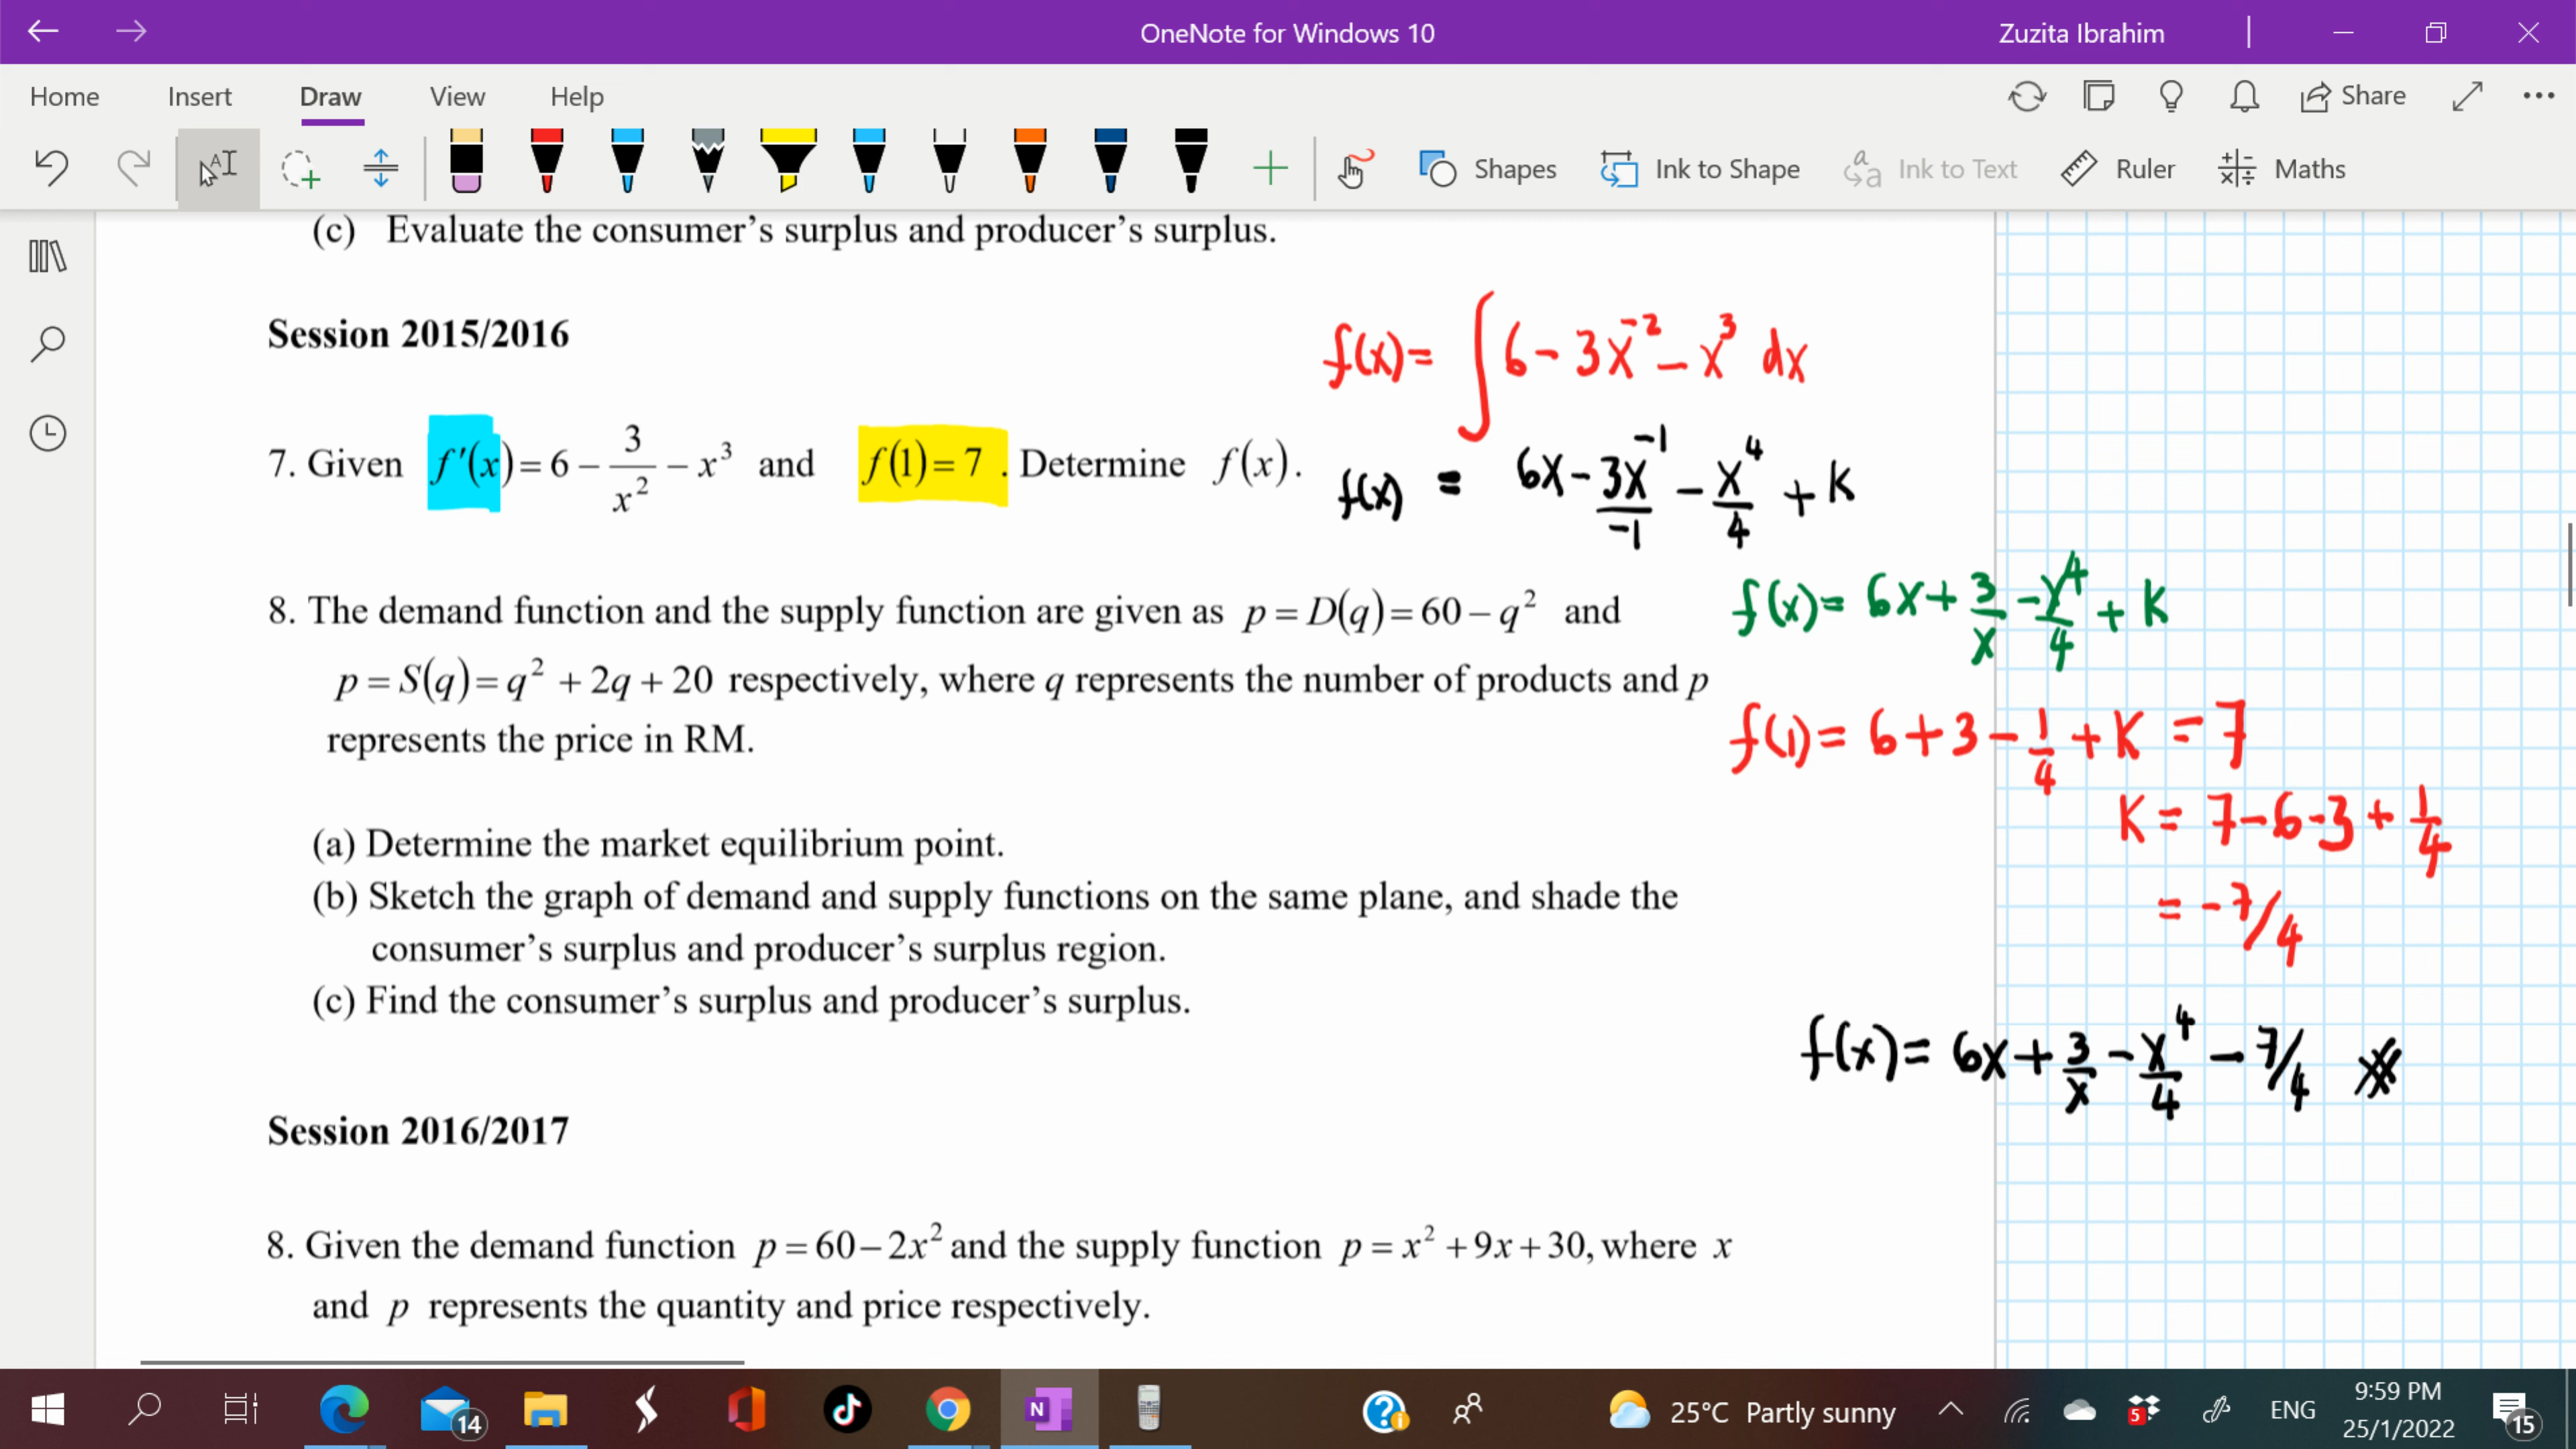 OneNote for Windows 10
Zuzita Ibrahim
Home Insert Draw View Help
Share
Shapes Ink to Shape Ink to Text Ruler Maths
(c) Evaluate the consumer’s surplus and producer’s surplus.
Session 2015/2016
f(x) = ∫ 6 - 3x⁻² - x³ dx
7. Given f′(x) = 6 − 3/x² − x³ and f(1) = 7 . Determine f(x).
f(x) = 6x - 3x⁻¹/-1 - x⁴/4 + K
8. The demand function and the supply function are given as p = D(q) = 60 − q² and
f(x) = 6x + 3/x - x⁴/4 + K
p = S(q) = q² + 2q + 20 respectively, where q represents the number of products and p
represents the price in RM.
f(1) = 6 + 3 - 1/4 + K = 7
K = 7 - 6 - 3 + 1/4
= - 7/4
(a) Determine the market equilibrium point.
(b) Sketch the graph of demand and supply functions on the same plane, and shade the
consumer’s surplus and producer’s surplus region.
(c) Find the consumer’s surplus and producer’s surplus.
f(x) = 6x + 3/x - x⁴/4 - 7/4
Session 2016/2017
8. Given the demand function p = 60 − 2x² and the supply function p = x² + 9x + 30, where x
and p represents the quantity and price respectively.
14
N
25°C Partly sunny
5
ENG
9:59 PM
25/1/2022
15